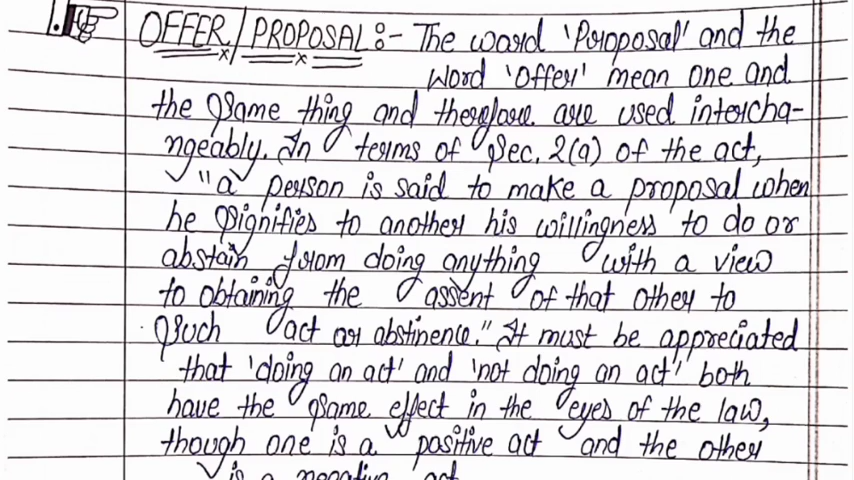 1. OFFER/PROPOSAL:- The word 'Proposal' and the
word 'offer' mean one and
the same thing and therefore are used intercha-
ngeably. In terms of Sec. 2(a) of the act,
"a person is said to make a proposal when
he signifies to another his willingness to do or
abstain from doing anything with a view
to obtaining the assent of that other to
such act or abstinence." It must be appreciated
that 'doing an act' and 'not doing an act' both
have the same effect in the eyes of the law,
though one is a positive act and the other
is a negative act